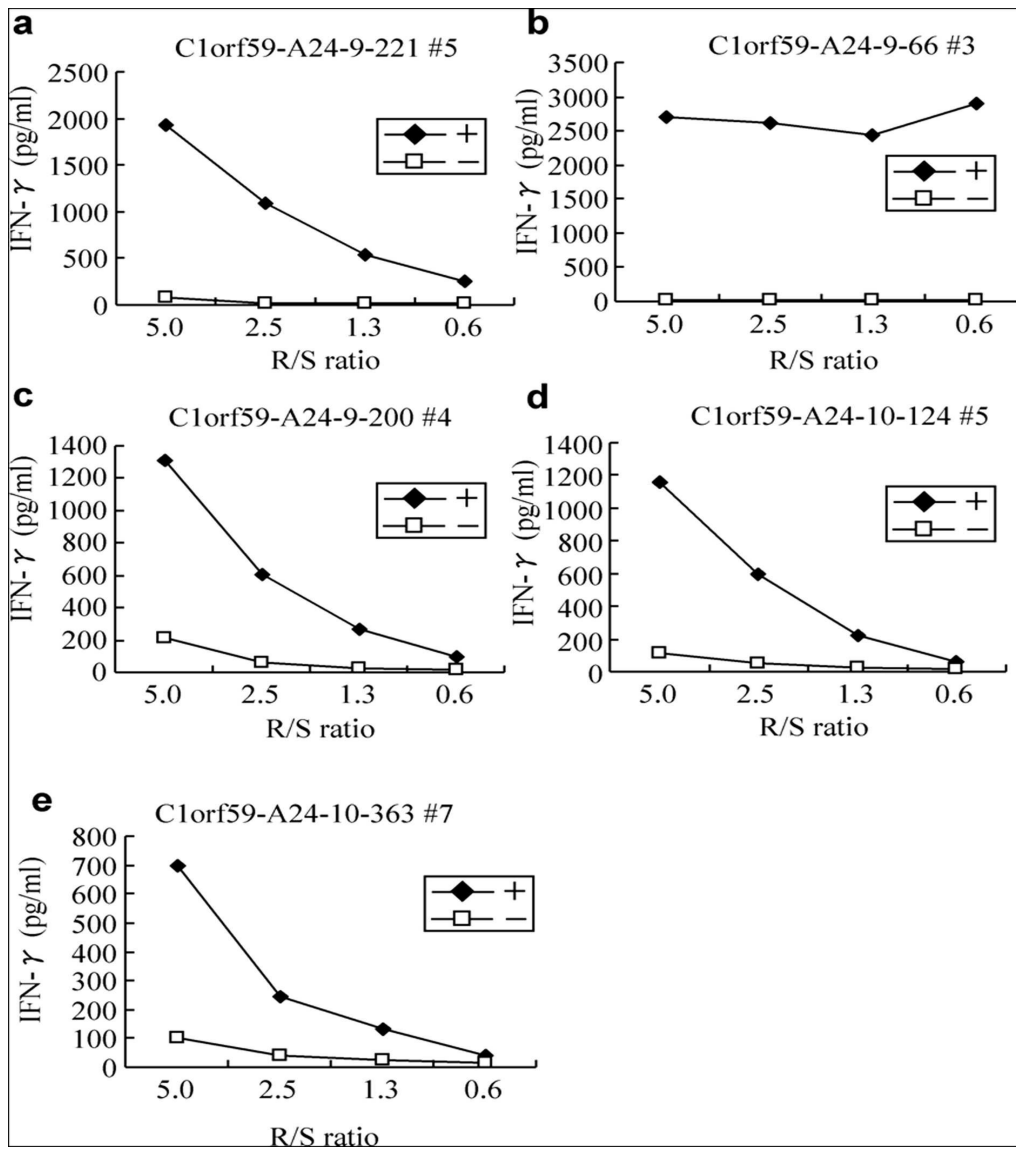 a
C1orf59-A24-9-221 #5
IFN-γ (pg/ml)
2500
2000
1500
1000
500
0
+
−
5.0 2.5 1.3 0.6
R/S ratio
b
C1orf59-A24-9-66 #3
IFN-γ (pg/ml)
3500
3000
2500
2000
1500
1000
500
0
+
−
5.0 2.5 1.3 0.6
R/S ratio
c
C1orf59-A24-9-200 #4
IFN-γ (pg/ml)
1400
1200
1000
800
600
400
200
0
+
−
5.0 2.5 1.3 0.6
R/S ratio
d
C1orf59-A24-10-124 #5
IFN-γ (pg/ml)
1400
1200
1000
800
600
400
200
0
+
−
5.0 2.5 1.3 0.6
R/S ratio
e
C1orf59-A24-10-363 #7
IFN-γ (pg/ml)
800
700
600
500
400
300
200
100
0
+
−
5.0 2.5 1.3 0.6
R/S ratio